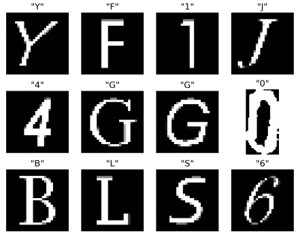 "Y" "F" "1" "J"
Y F 1 J
"4" "G" "G" "0"
4 G G 0
"B" "L" "S" "6"
B L S 6